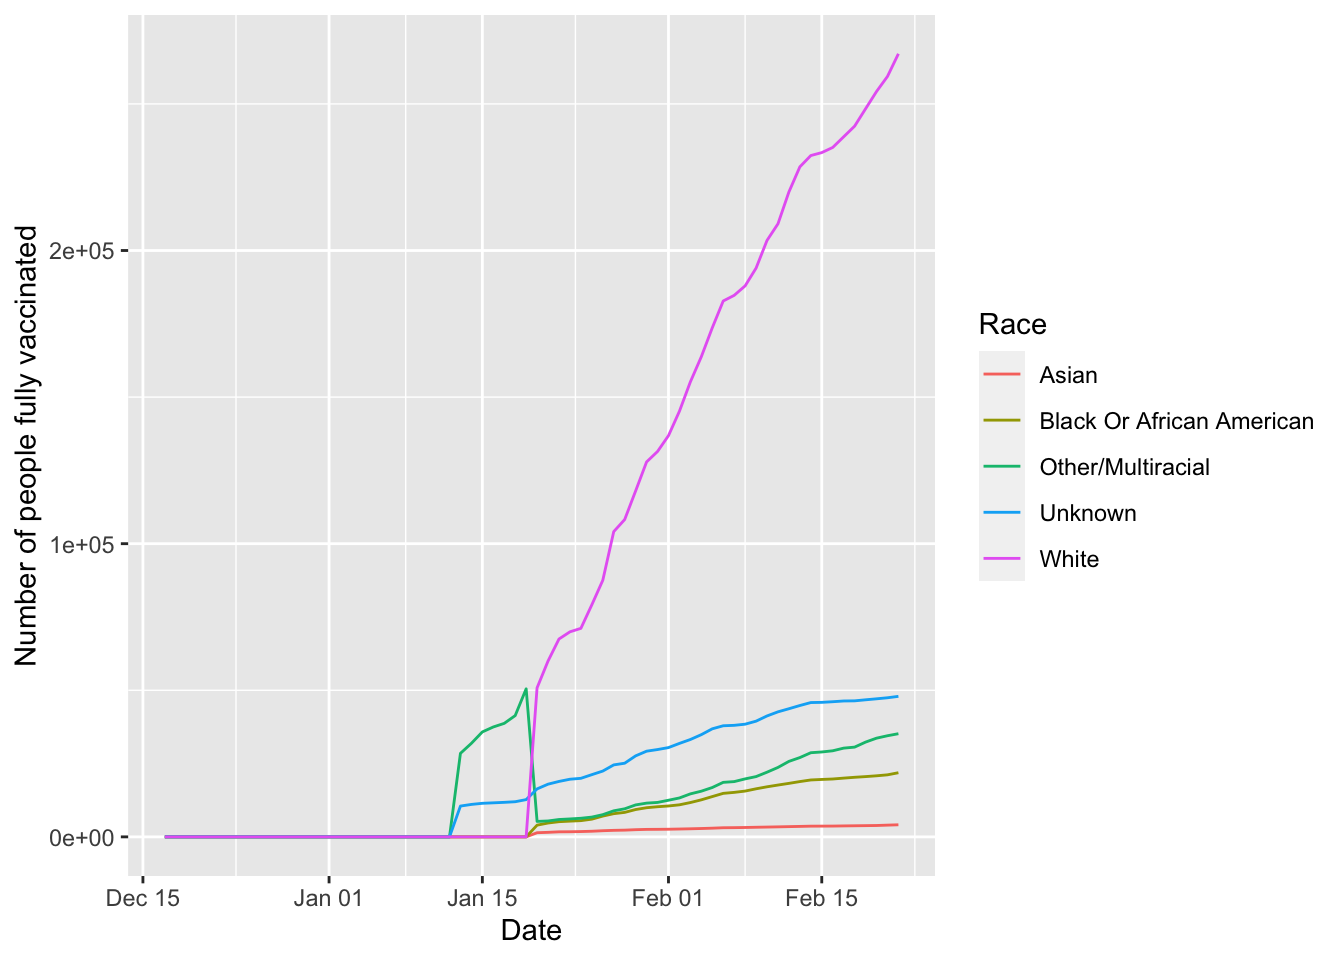 Number of people fully vaccinated
2e+05
1e+05
0e+00
Dec 15
Jan 01
Jan 15
Feb 01
Feb 15
Date
Race
Asian
Black Or African American
Other/Multiracial
Unknown
White